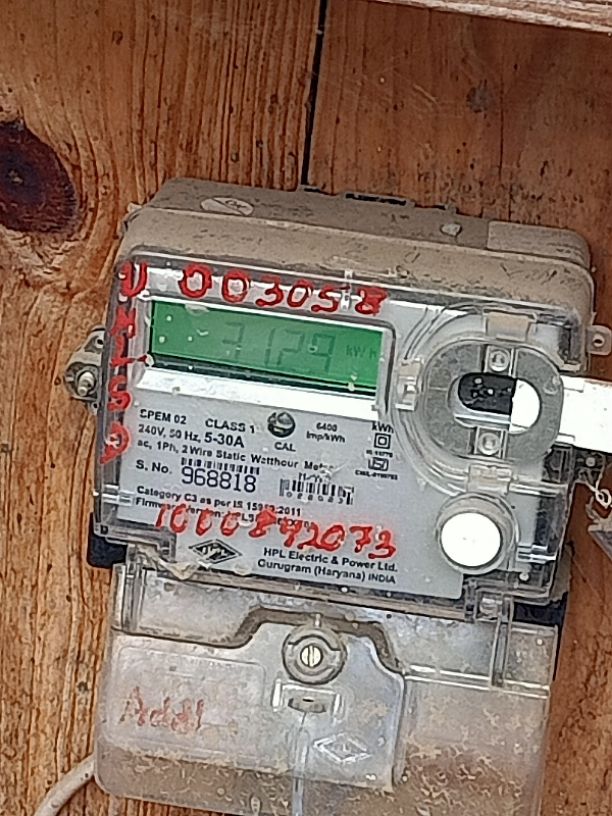 003058
3129 kWh
SPEM 02 CLASS 1
6400 imp/kWh
kWh
240V, 50 Hz, 5-30A
CAL
ac, 1Ph, 2 Wire Static Watthour Meter
S. No. 968818
Category C3 as per IS 15959:2011
1000842073
HPL Electric & Power Ltd.
Gurugram (Haryana) INDIA
Addl